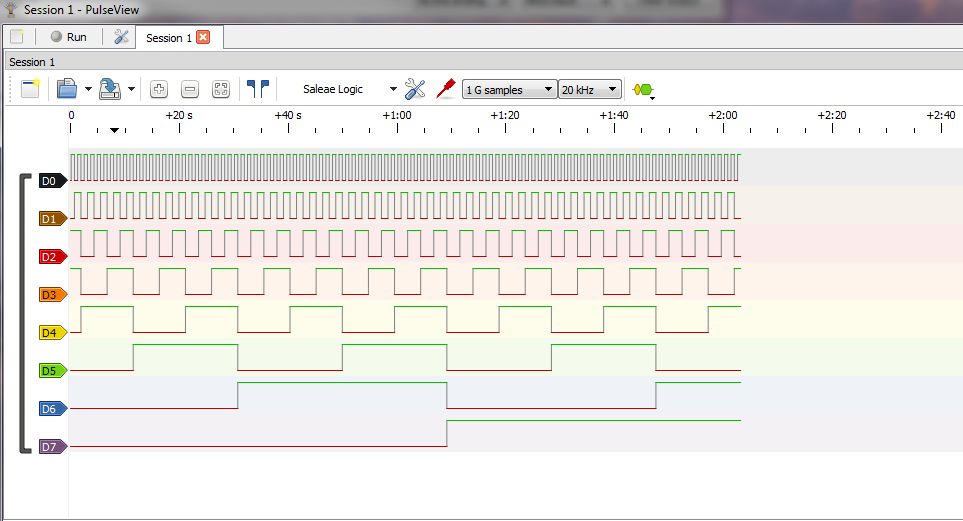 Session 1 - PulseView
Run
Session 1
Session 1
Saleae Logic
1 G samples
20 kHz
0 +20 s +40 s +1:00 +1:20 +1:40 +2:00 +2:20 +2:40
D0
D1
D2
D3
D4
D5
D6
D7